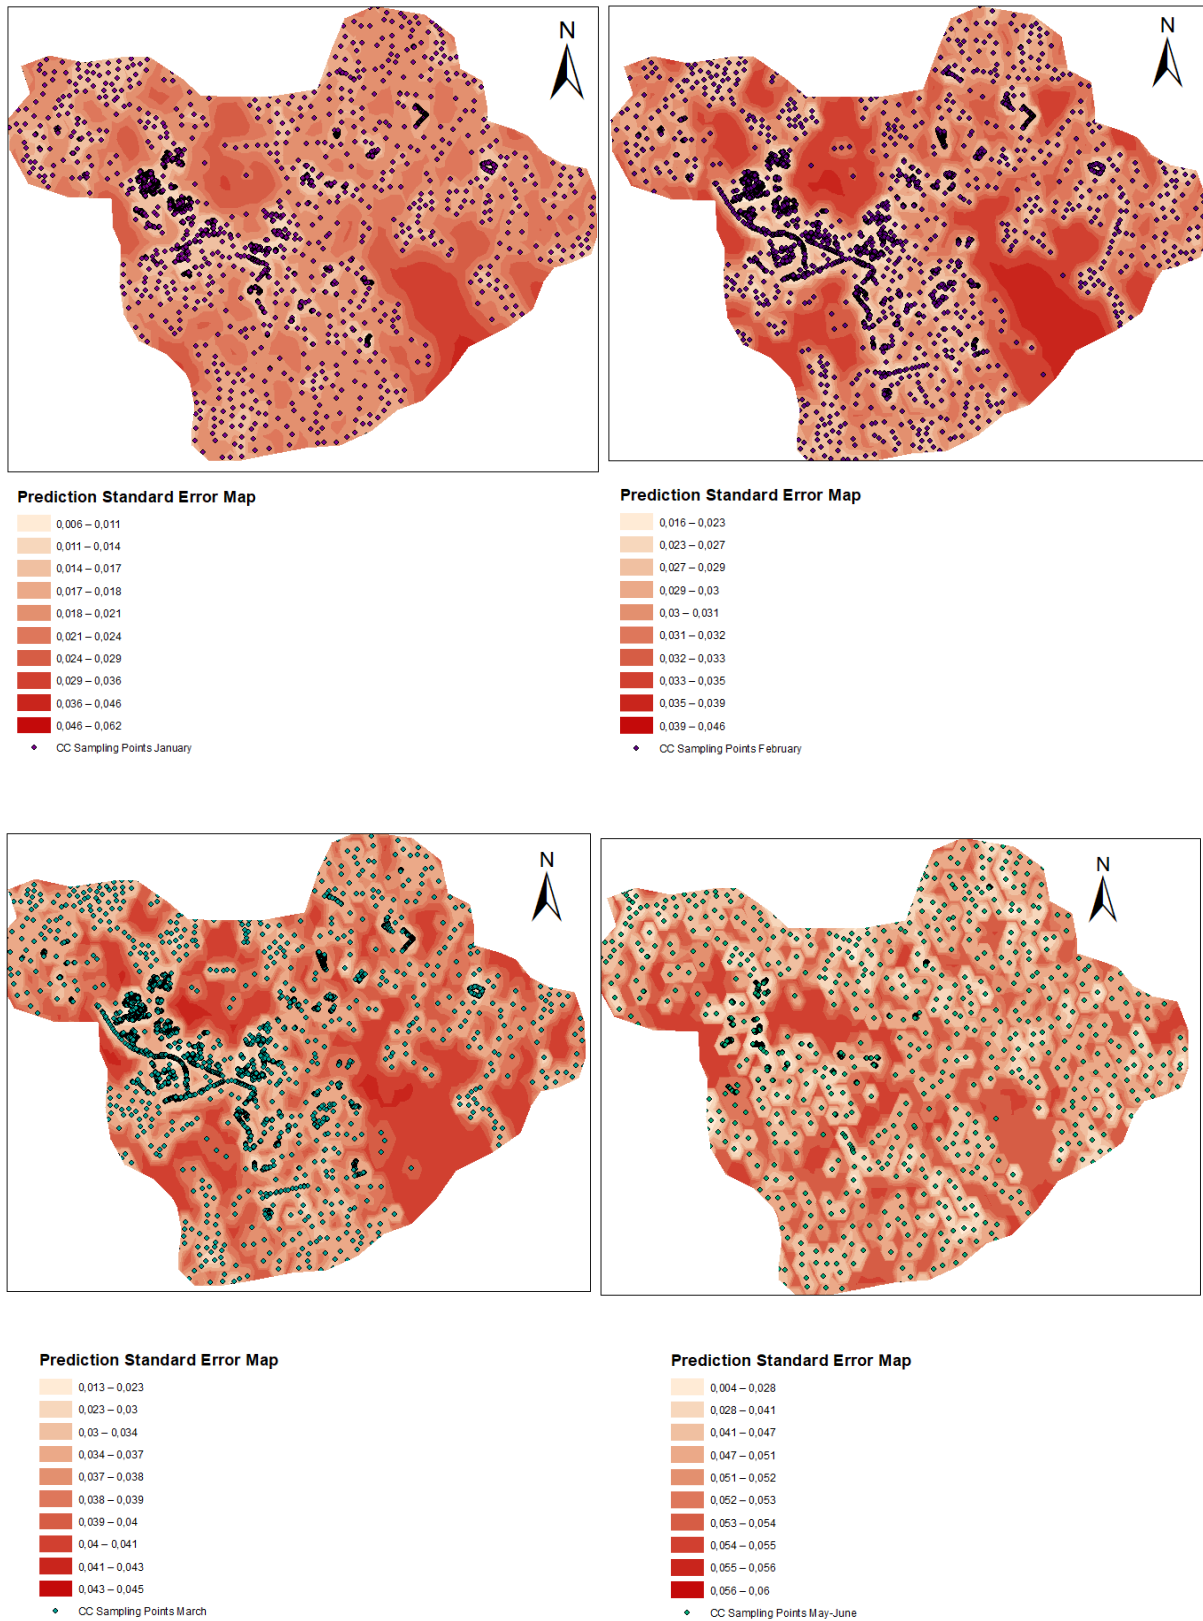 N
N
Prediction Standard Error Map
0,006 – 0,011
0,011 – 0,014
0,014 – 0,017
0,017 – 0,018
0,018 – 0,021
0,021 – 0,024
0,024 – 0,029
0,029 – 0,036
0,036 – 0,046
0,046 – 0,062
CC Sampling Points January
Prediction Standard Error Map
0,016 – 0,023
0,023 – 0,027
0,027 – 0,029
0,029 – 0,03
0,03 – 0,031
0,031 – 0,032
0,032 – 0,033
0,033 – 0,035
0,035 – 0,039
0,039 – 0,046
CC Sampling Points February
N
N
Prediction Standard Error Map
0,013 – 0,023
0,023 – 0,03
0,03 – 0,034
0,034 – 0,037
0,037 – 0,038
0,038 – 0,039
0,039 – 0,04
0,04 – 0,041
0,041 – 0,043
0,043 – 0,045
CC Sampling Points March
Prediction Standard Error Map
0,004 – 0,028
0,028 – 0,041
0,041 – 0,047
0,047 – 0,051
0,051 – 0,052
0,052 – 0,053
0,053 – 0,054
0,054 – 0,055
0,055 – 0,056
0,056 – 0,06
CC Sampling Points May-June